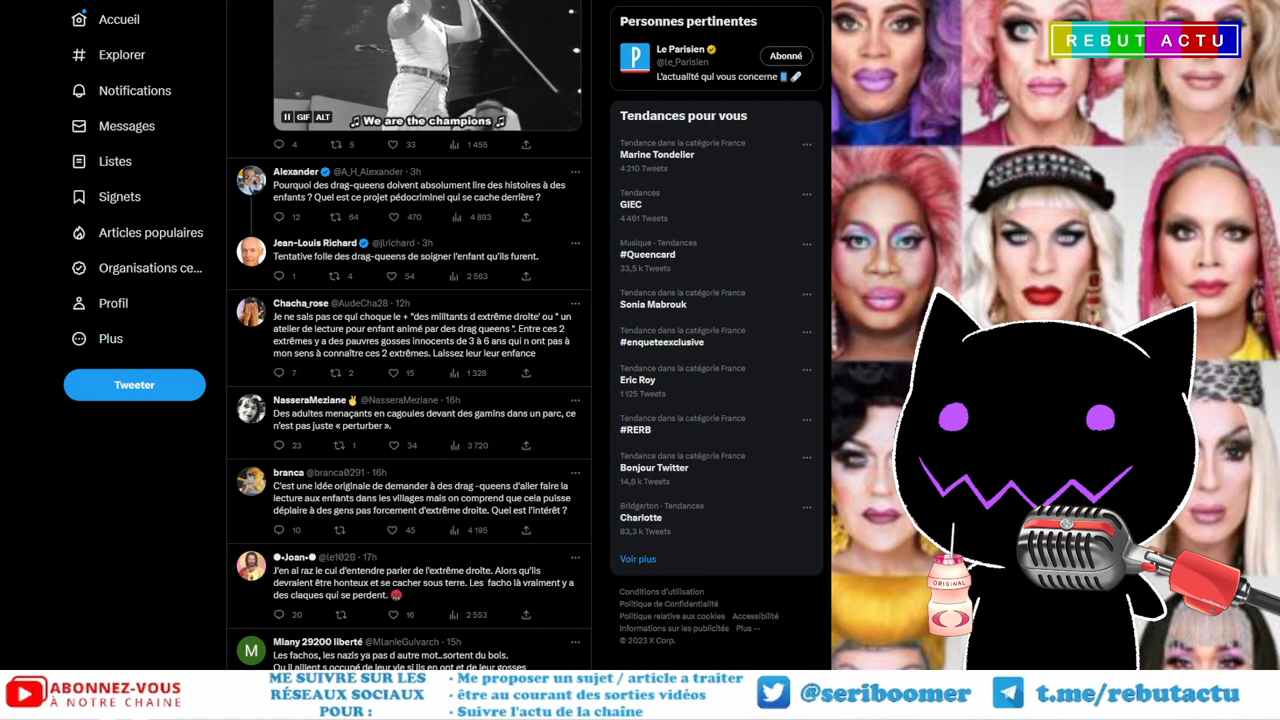 Accueil
Explorer
Notifications
Messages
Listes
Signets
Articles populaires
Organisations ce...
Profil
Plus
Tweeter
GIF ALT
♫ We are the champions ♫
4 5 33 1 455
Alexander @A_H_Alexander · 3h
Pourquoi des drag-queens doivent absolument lire des histoires à des
enfants ? Quel est ce projet pédocriminel qui se cache derrière ?
12 64 470 4 893
Jean-Louis Richard @jlrichard · 3h
Tentative folle des drag-queens de soigner l'enfant qu'ils furent.
1 4 54 2 563
Chacha_rose @AudeCha28 · 12h
Je ne sais pas ce qui choque le + "des militants d extrême droite' ou " un
atelier de lecture pour enfant animé par des drag queens ". Entre ces 2
extrêmes y a des pauvres gosses innocents de 3 à 6 ans qui n ont pas à
mon sens à connaître ces 2 extrêmes. Laissez leur leur enfance
7 2 15 1 328
NasseraMeziane ✌ @NasseraMeziane · 16h
Des adultes menaçants en cagoules devant des gamins dans un parc, ce
n'est pas juste « perturber ».
23 1 34 3 720
branca @branca0291 · 16h
C'est une idée originale de demander à des drag -queens d'aller faire la
lecture aux enfants dans les villages mais on comprend que cela puisse
déplaire à des gens pas forcement d'extrême droite. Quel est l'intérêt ?
10 45 4 195
●•Joan•● @le102B · 17h
J'en ai raz le cul d'entendre parler de l'extrême droite. Alors qu'ils
devraient être honteux et se cacher sous terre. Les facho là vraiment y a
des claques qui se perdent.
20 16 2 553
M
Mlany 29200 liberté @MLanieGuivarch · 15h
Les fachos, les nazis ya pas d autre mot..sortent du bois.
Qu il aillent s occupé de leur vie si ils en ont et de leur gosses
Personnes pertinentes
Le Parisien
@le_Parisien
Abonné
L'actualité qui vous concerne
Tendances pour vous
Tendance dans la catégorie France
Marine Tondelier
4 210 Tweets
Tendances
GIEC
4 461 Tweets
Musique · Tendances
#Queencard
33,5 k Tweets
Tendance dans la catégorie France
Sonia Mabrouk
Tendance dans la catégorie France
#enqueteexclusive
Tendance dans la catégorie France
Eric Roy
1 125 Tweets
Tendance dans la catégorie France
#RERB
Tendance dans la catégorie France
Bonjour Twitter
14,8 k Tweets
Bridgerton · Tendances
Charlotte
83,3 k Tweets
Voir plus
Conditions d'utilisation
Politique de Confidentialité
Politique relative aux cookies Accessibilité
Informations sur les publicités Plus ···
© 2023 X Corp.
REBUT ACTU
ORIGINAL
ABONNEZ-VOUS
À NOTRE CHAINE
ME SUIVRE SUR LES
RÉSEAUX SOCIAUX
POUR :
- Me proposer un sujet / article a traiter
- être au courant des sorties vidéos
- Suivre l'actu de la chaîne
@seriboomer
t.me/rebutactu